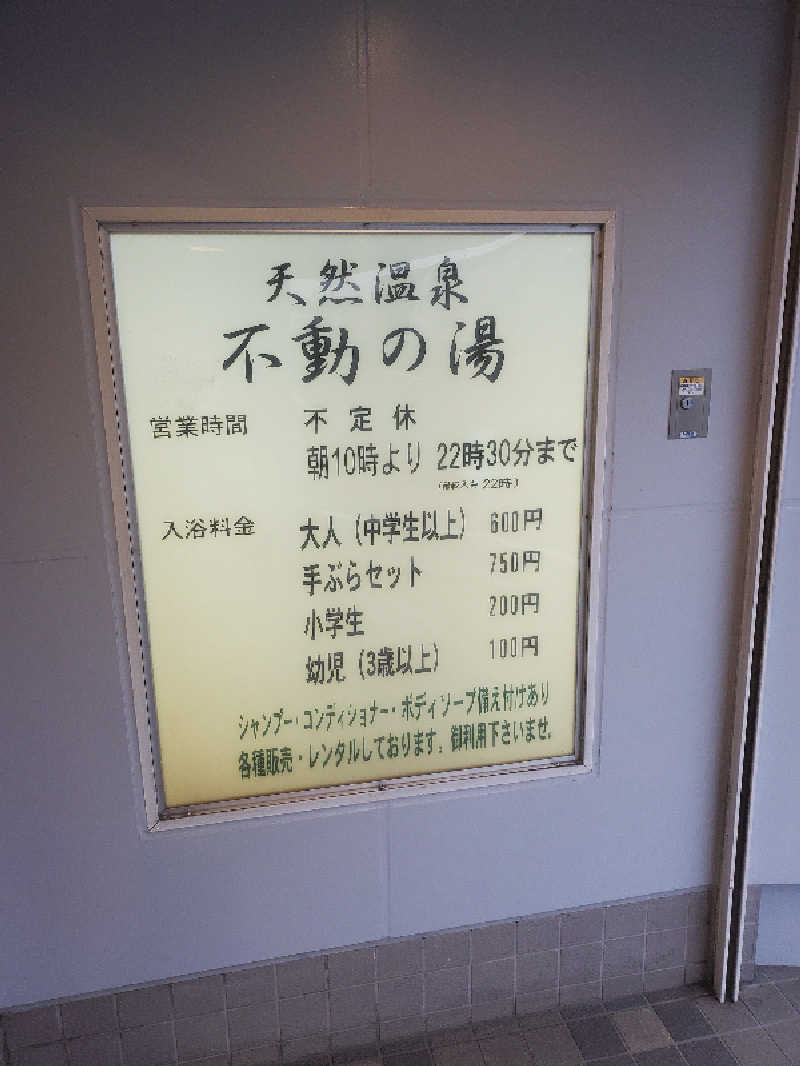 天然温泉
不動の湯
営業時間 不定休
朝10時より 22時30分まで
22時
入浴料金 大人（中学生以上） 600円
手ぶらセット 750円
小学生 200円
幼児（3歳以上） 100円
シャンプー・コンディショナー・ボディソープ備え付けあり
各種販売・レンタルしております。御利用下さいませ。